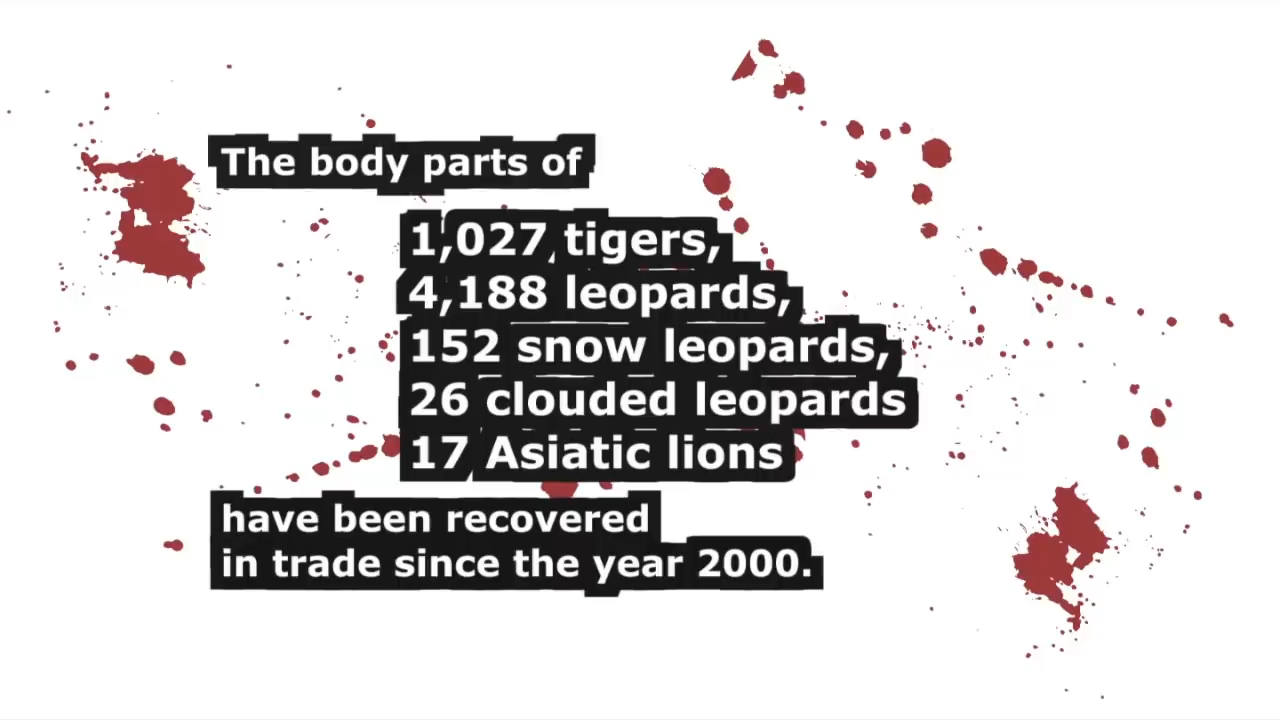 The body parts of
1,027 tigers,
4,188 leopards,
152 snow leopards,
26 clouded leopards
17 Asiatic lions
have been recovered
in trade since the year 2000.